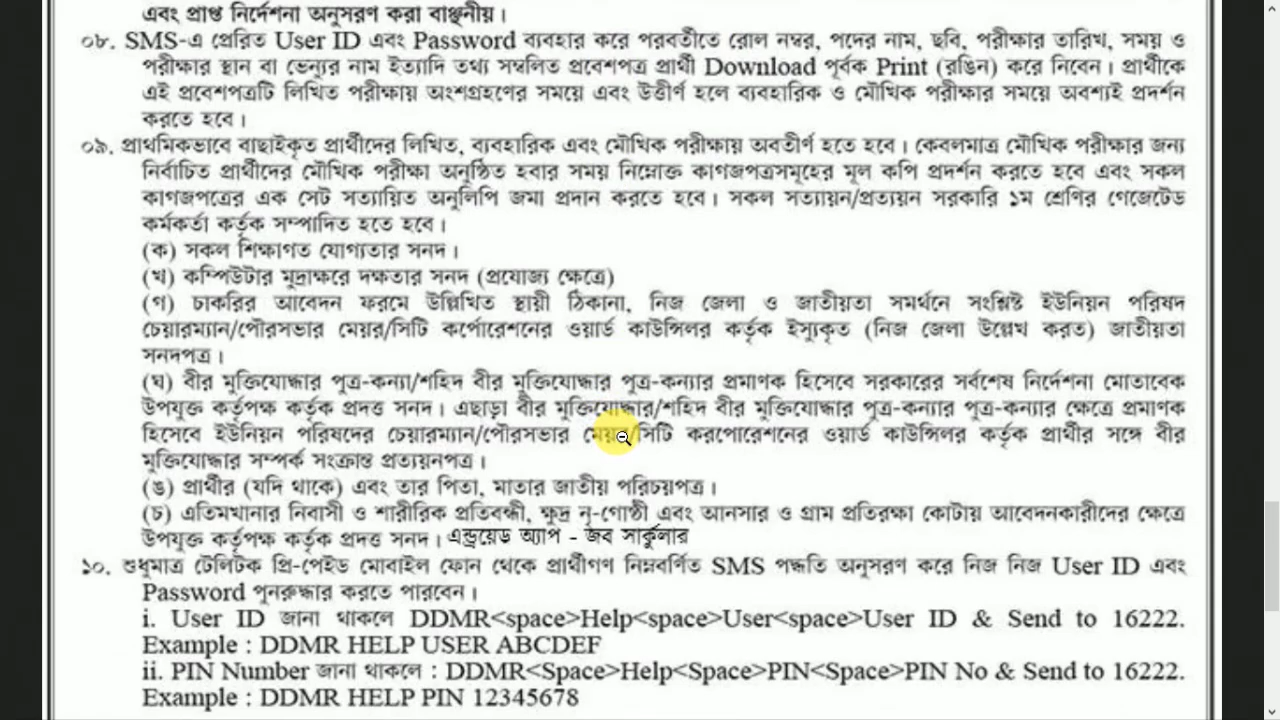 এবং প্রাপ্ত নির্দেশনা অনুসরণ করা বাঞ্ছনীয়।
০৮. SMS-এ প্রেরিত User ID এবং Password ব্যবহার করে পরবর্তীতে রোল নম্বর, পদের নাম, ছবি, পরীক্ষার তারিখ, সময় ও
পরীক্ষার স্থান বা ভেন্যুর নাম ইত্যাদি তথ্য সম্বলিত প্রবেশপত্র প্রার্থী Download পূর্বক Print (রঙিন) করে নিবেন। প্রার্থীকে
এই প্রবেশপত্রটি লিখিত পরীক্ষায় অংশগ্রহণের সময়ে এবং উত্তীর্ণ হলে ব্যবহারিক ও মৌখিক পরীক্ষার সময়ে অবশ্যই প্রদর্শন
করতে হবে।
০৯. প্রাথমিকভাবে বাছাইকৃত প্রার্থীদের লিখিত, ব্যবহারিক এবং মৌখিক পরীক্ষায় অবতীর্ণ হতে হবে। কেবলমাত্র মৌখিক পরীক্ষার জন্য
নির্বাচিত প্রার্থীদের মৌখিক পরীক্ষা অনুষ্ঠিত হবার সময় নিম্নোক্ত কাগজপত্রসমূহের মূল কপি প্রদর্শন করতে হবে এবং সকল
কাগজপত্রের এক সেট সত্যায়িত অনুলিপি জমা প্রদান করতে হবে। সকল সত্যায়ন/প্রত্যয়ন সরকারি ১ম শ্রেণির গেজেটেড
কর্মকর্তা কর্তৃক সম্পাদিত হতে হবে।
(ক) সকল শিক্ষাগত যোগ্যতার সনদ।
(খ) কম্পিউটার মুদ্রাক্ষরে দক্ষতার সনদ (প্রযোজ্য ক্ষেত্রে)
(গ) চাকরির আবেদন ফরমে উল্লিখিত স্থায়ী ঠিকানা, নিজ জেলা ও জাতীয়তা সমর্থনে সংশ্লিষ্ট ইউনিয়ন পরিষদ
চেয়ারম্যান/পৌরসভার মেয়র/সিটি কর্পোরেশনের ওয়ার্ড কাউন্সিলর কর্তৃক ইস্যুকৃত (নিজ জেলা উল্লেখ করত) জাতীয়তা
সনদপত্র।
(ঘ) বীর মুক্তিযোদ্ধার পুত্র-কন্যা/শহিদ বীর মুক্তিযোদ্ধার পুত্র-কন্যার প্রমাণক হিসেবে সরকারের সর্বশেষ নির্দেশনা মোতাবেক
উপযুক্ত কর্তৃপক্ষ কর্তৃক প্রদত্ত সনদ। এছাড়া বীর মুক্তিযোদ্ধার/শহিদ বীর মুক্তিযোদ্ধার পুত্র-কন্যার পুত্র-কন্যার ক্ষেত্রে প্রমাণক
হিসেবে ইউনিয়ন পরিষদের চেয়ারম্যান/পৌরসভার মেয়র/সিটি করপোরেশনের ওয়ার্ড কাউন্সিলর কর্তৃক প্রার্থীর সঙ্গে বীর
মুক্তিযোদ্ধার সম্পর্ক সংক্রান্ত প্রত্যয়নপত্র।
(ঙ) প্রার্থীর (যদি থাকে) এবং তার পিতা, মাতার জাতীয় পরিচয়পত্র।
(চ) এতিমখানার নিবাসী ও শারীরিক প্রতিবন্ধী, ক্ষুদ্র নৃ-গোষ্ঠী এবং আনসার ও গ্রাম প্রতিরক্ষা কোটায় আবেদনকারীদের ক্ষেত্রে
উপযুক্ত কর্তৃপক্ষ কর্তৃক প্রদত্ত সনদ। এন্ড্রয়েড অ্যাপ - জব সার্কুলার
১০. শুধুমাত্র টেলিটক প্রি-পেইড মোবাইল ফোন থেকে প্রার্থীগণ নিম্নবর্ণিত SMS পদ্ধতি অনুসরণ করে নিজ নিজ User ID এবং
Password পুনরুদ্ধার করতে পারবেন।
i. User ID জানা থাকলে DDMR<space>Help<space>User<space>User ID & Send to 16222.
Example : DDMR HELP USER ABCDEF
ii. PIN Number জানা থাকলে : DDMR<Space>Help<Space>PIN<Space>PIN No & Send to 16222.
Example : DDMR HELP PIN 12345678